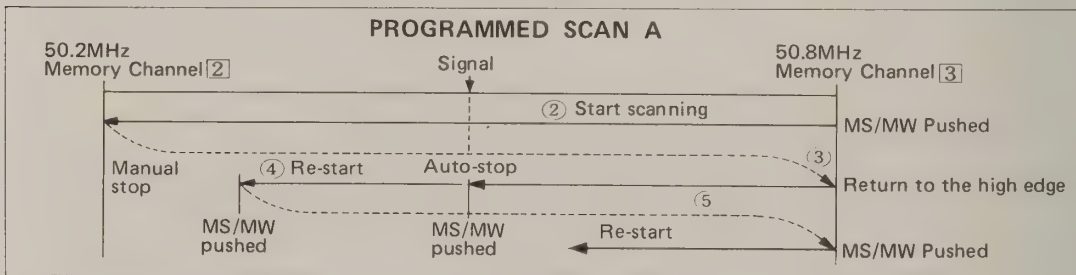 PROGRAMMED SCAN A
50.2MHz
Memory Channel 2
Signal
50.8MHz
Memory Channel 3
② Start scanning
MS/MW Pushed
Manual
stop
④ Re-start
Auto-stop
③
Return to the high edge
⑤
MS/MW
pushed
MS/MW
pushed
Re-start
MS/MW Pushed